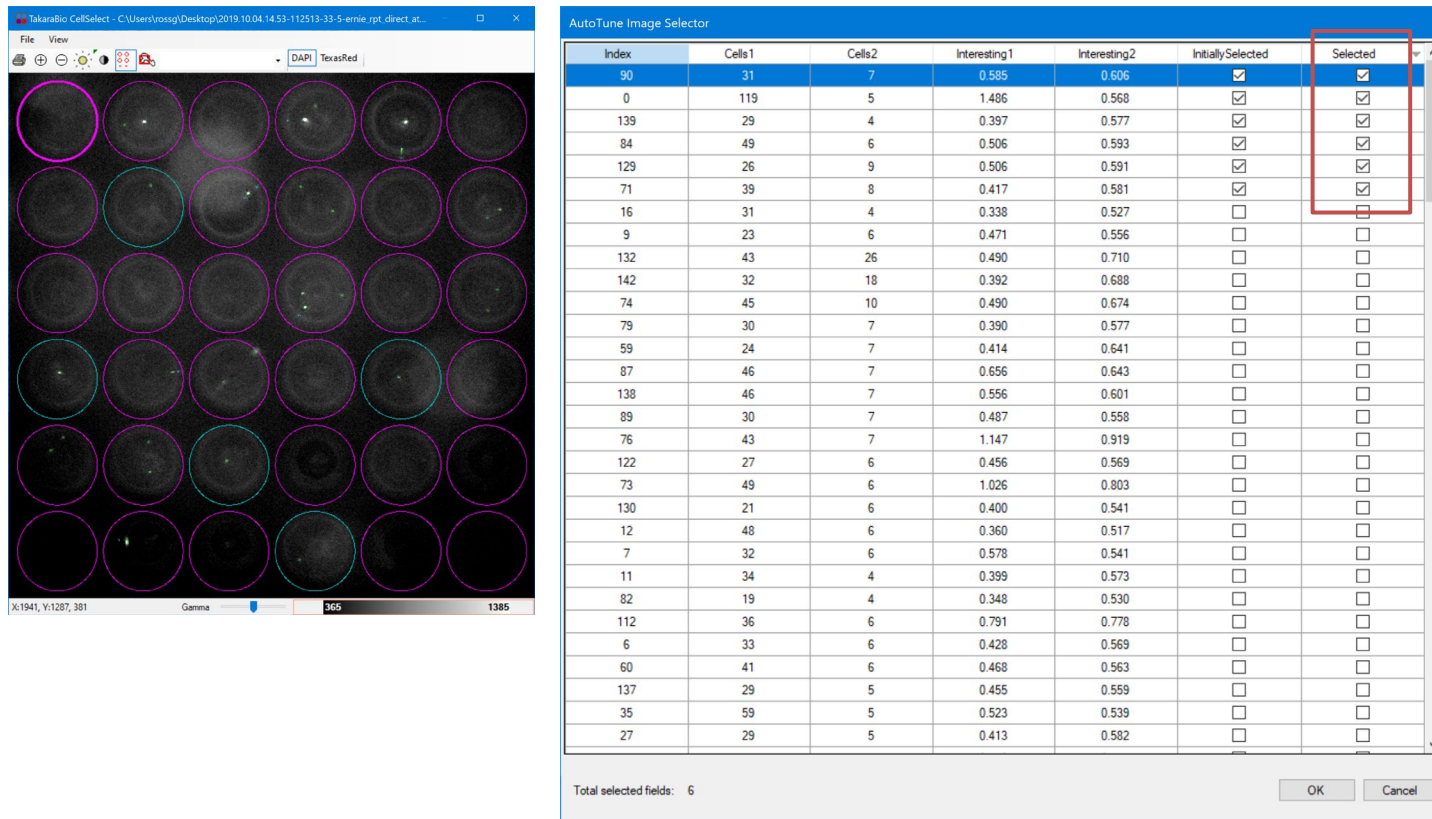 TakaraBio CellSelect - C:\Users\rossg\Desktop\2019.10.04.14.53-112513-33-5-ernie_rpt_direct_at...
File View
DAPI TexasRed
X:1941, Y:1287, 381 Gamma 365 1385
AutoTune Image Selector
Index Cells1 Cells2 Interesting1 Interesting2 InitiallySelected Selected
90 31 7 0.585 0.606
0 119 5 1.486 0.568
139 29 4 0.397 0.577
84 49 6 0.506 0.593
129 26 9 0.506 0.591
71 39 8 0.417 0.581
16 31 4 0.338 0.527
9 23 6 0.471 0.556
132 43 26 0.490 0.710
142 32 18 0.392 0.688
74 45 10 0.490 0.674
79 30 7 0.390 0.577
59 24 7 0.414 0.641
87 46 7 0.656 0.643
138 46 7 0.556 0.601
89 30 7 0.487 0.558
76 43 7 1.147 0.919
122 27 6 0.456 0.569
73 49 6 1.026 0.803
130 21 6 0.400 0.541
12 48 6 0.360 0.517
7 32 6 0.578 0.541
11 34 4 0.399 0.573
82 19 4 0.348 0.530
112 36 6 0.791 0.778
6 33 6 0.428 0.569
60 41 6 0.468 0.563
137 29 5 0.455 0.559
35 59 5 0.523 0.539
27 29 5 0.413 0.582
Total selected fields: 6
OK Cancel